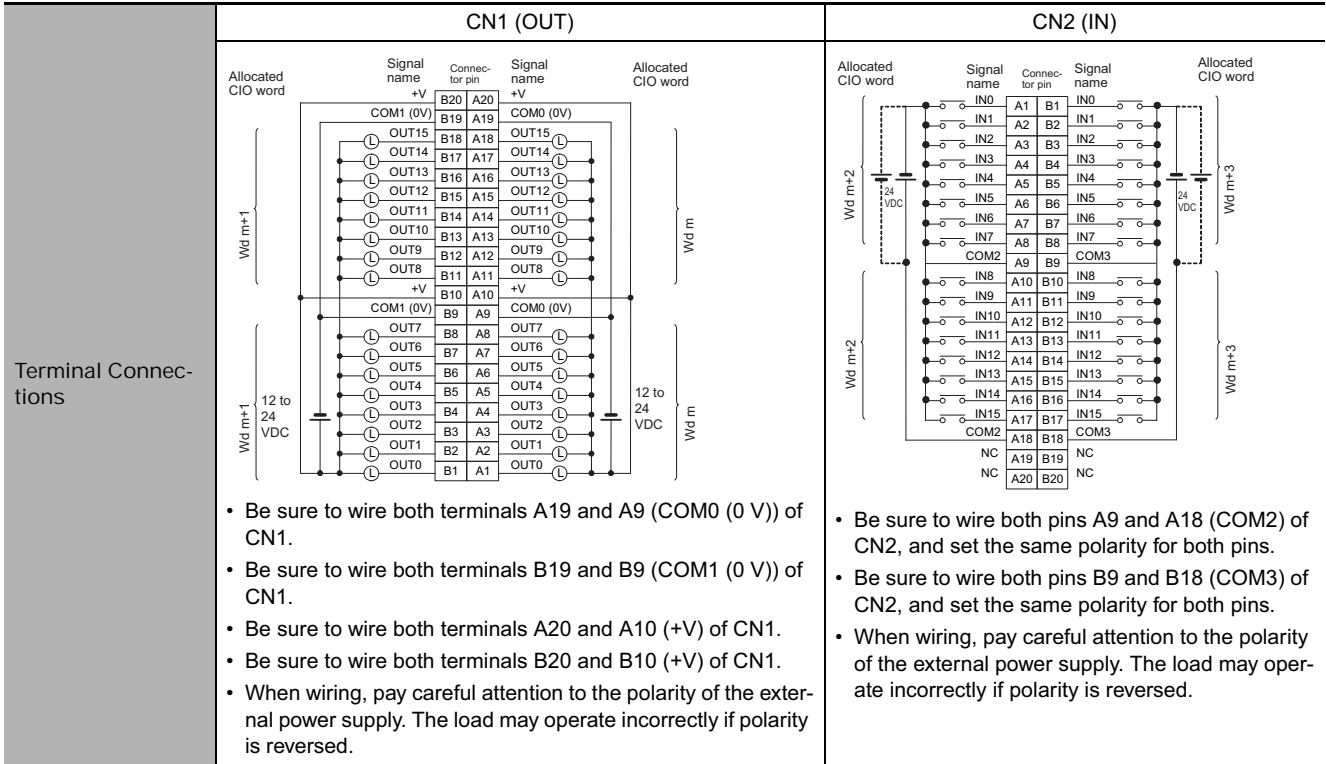 CN1 (OUT)
CN2 (IN)
Terminal Connec-
tions
Allocated
CIO word
Signal
name
Connec-
tor pin
Signal
name
Allocated
CIO word
+V B20 A20 +V
COM1 (0V) B19 A19 COM0 (0V)
OUT15 B18 A18 OUT15
L L
OUT14 B17 A17 OUT14
L L
OUT13 B16 A16 OUT13
L L
OUT12 B15 A15 OUT12
L L
OUT11 B14 A14 OUT11
L L
OUT10 B13 A13 OUT10
L L
OUT9 B12 A12 OUT9
L L
OUT8 B11 A11 OUT8
L L
Wd m+1
Wd m
+V B10 A10 +V
COM1 (0V) B9 A9 COM0 (0V)
OUT7 B8 A8 OUT7
L L
OUT6 B7 A7 OUT6
L L
OUT5 B6 A6 OUT5
L L
OUT4 B5 A5 OUT4
L L
OUT3 B4 A4 OUT3
L L
OUT2 B3 A3 OUT2
L L
OUT1 B2 A2 OUT1
L L
OUT0 B1 A1 OUT0
L L
Wd m+1
12 to
24
VDC
12 to
24
VDC
Wd m
• Be sure to wire both terminals A19 and A9 (COM0 (0 V)) of
CN1.
• Be sure to wire both terminals B19 and B9 (COM1 (0 V)) of
CN1.
• Be sure to wire both terminals A20 and A10 (+V) of CN1.
• Be sure to wire both terminals B20 and B10 (+V) of CN1.
• When wiring, pay careful attention to the polarity of the exter-
nal power supply. The load may operate incorrectly if polarity
is reversed.
Allocated
CIO word
Signal
name
Connec-
tor pin
Signal
name
Allocated
CIO word
IN0 A1 B1 IN0
IN1 A2 B2 IN1
IN2 A3 B3 IN2
IN3 A4 B4 IN3
IN4 A5 B5 IN4
IN5 A6 B6 IN5
IN6 A7 B7 IN6
IN7 A8 B8 IN7
Wd m+2
24
VDC
24
VDC
Wd m+3
COM2 A9 B9 COM3
IN8 A10 B10 IN8
IN9 A11 B11 IN9
IN10 A12 B12 IN10
IN11 A13 B13 IN11
IN12 A14 B14 IN12
IN13 A15 B15 IN13
IN14 A16 B16 IN14
IN15 A17 B17 IN15
Wd m+2
Wd m+3
COM2 A18 B18 COM3
NC A19 B19 NC
NC A20 B20 NC
• Be sure to wire both pins A9 and A18 (COM2) of
CN2, and set the same polarity for both pins.
• Be sure to wire both pins B9 and B18 (COM3) of
CN2, and set the same polarity for both pins.
• When wiring, pay careful attention to the polarity
of the external power supply. The load may oper-
ate incorrectly if polarity is reversed.